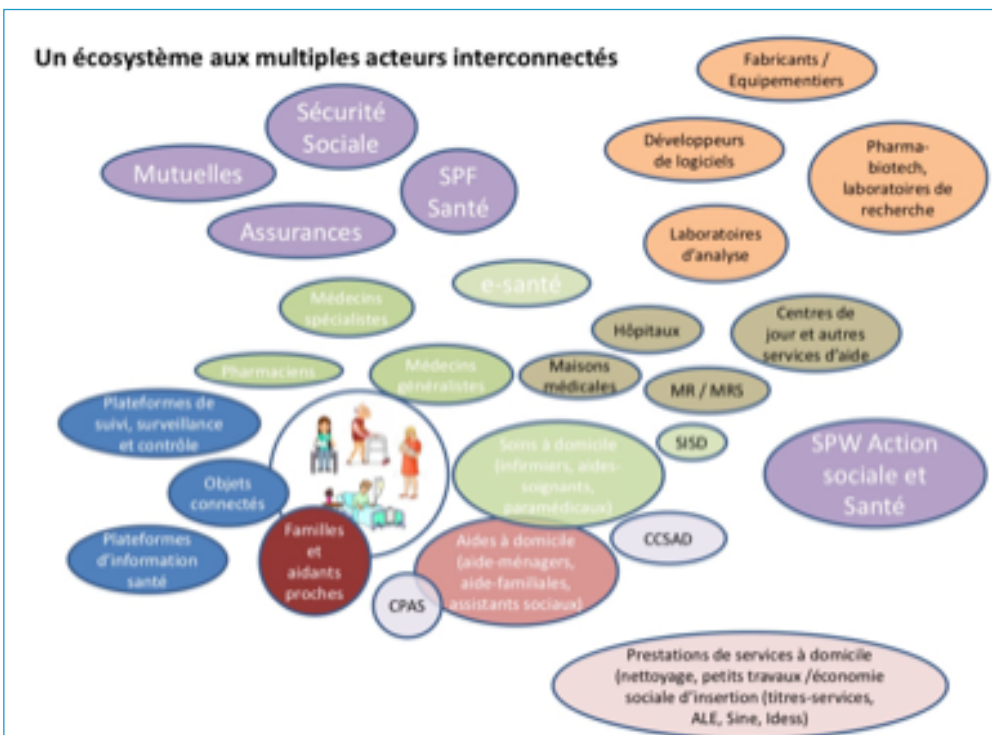 Un écosystème aux multiples acteurs interconnectés
Fabricants /
Equipementiers
Sécurité
Sociale
Développeurs
de logiciels
Pharma-
biotech,
laboratoires de
recherche
Mutuelles
SPF
Santé
Assurances
Laboratoires
d'analyse
e-santé
Médecins
spécialistes
Hôpitaux
Centres de
jour et autres
services d'aide
Pharmaciens
Médecins
généralistes
Maisons
médicales
MR / MRS
Plateformes de
suivi, surveillance
et contrôle
Soins à domicile
(infirmiers, aides-
soignants,
paramédicaux)
SISD
SPW Action
sociale et
Santé
Objets
connectés
Familles
et
aidants
proches
Plateformes
d'information
santé
Aides à domicile
(aide-ménagers,
aide-familiales,
assistants sociaux)
CCSAD
CPAS
Prestations de services à domicile
(nettoyage, petits travaux /économie
sociale d'insertion (titres-services,
ALE, Sine, Idess)